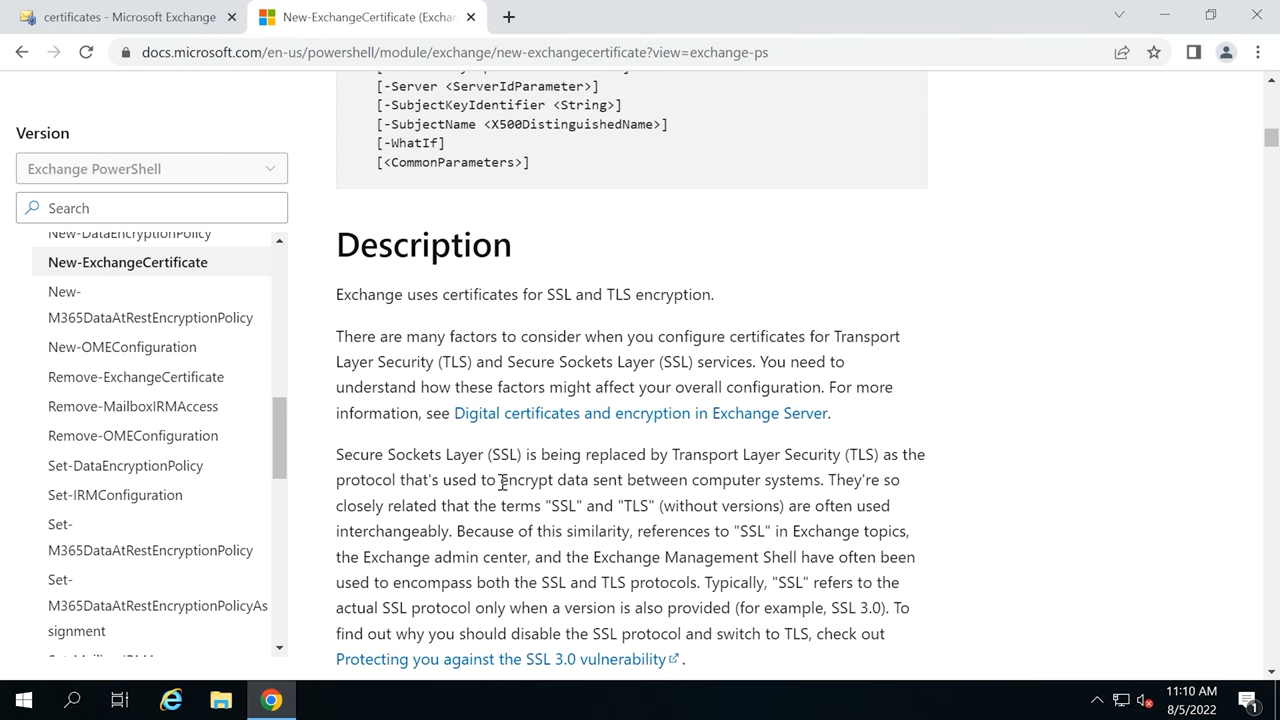 certificates - Microsoft Exchange
New-ExchangeCertificate (Exchan
docs.microsoft.com/en-us/powershell/module/exchange/new-exchangecertificate?view=exchange-ps
Version
Exchange PowerShell
Search
New-DataEncryptionPolicy
New-ExchangeCertificate
New-
M365DataAtRestEncryptionPolicy
New-OMEConfiguration
Remove-ExchangeCertificate
Remove-MailboxIRMAccess
Remove-OMEConfiguration
Set-DataEncryptionPolicy
Set-IRMConfiguration
Set-
M365DataAtRestEncryptionPolicy
Set-
M365DataAtRestEncryptionPolicyAs
signment
[-Server <ServerIdParameter>]
[-SubjectKeyIdentifier <String>]
[-SubjectName <X500DistinguishedName>]
[-WhatIf]
[<CommonParameters>]
Description
Exchange uses certificates for SSL and TLS encryption.
There are many factors to consider when you configure certificates for Transport
Layer Security (TLS) and Secure Sockets Layer (SSL) services. You need to
understand how these factors might affect your overall configuration. For more
information, see Digital certificates and encryption in Exchange Server.
Secure Sockets Layer (SSL) is being replaced by Transport Layer Security (TLS) as the
protocol that's used to encrypt data sent between computer systems. They're so
closely related that the terms "SSL" and "TLS" (without versions) are often used
interchangeably. Because of this similarity, references to "SSL" in Exchange topics,
the Exchange admin center, and the Exchange Management Shell have often been
used to encompass both the SSL and TLS protocols. Typically, "SSL" refers to the
actual SSL protocol only when a version is also provided (for example, SSL 3.0). To
find out why you should disable the SSL protocol and switch to TLS, check out
Protecting you against the SSL 3.0 vulnerability.
11:10 AM
8/5/2022
1